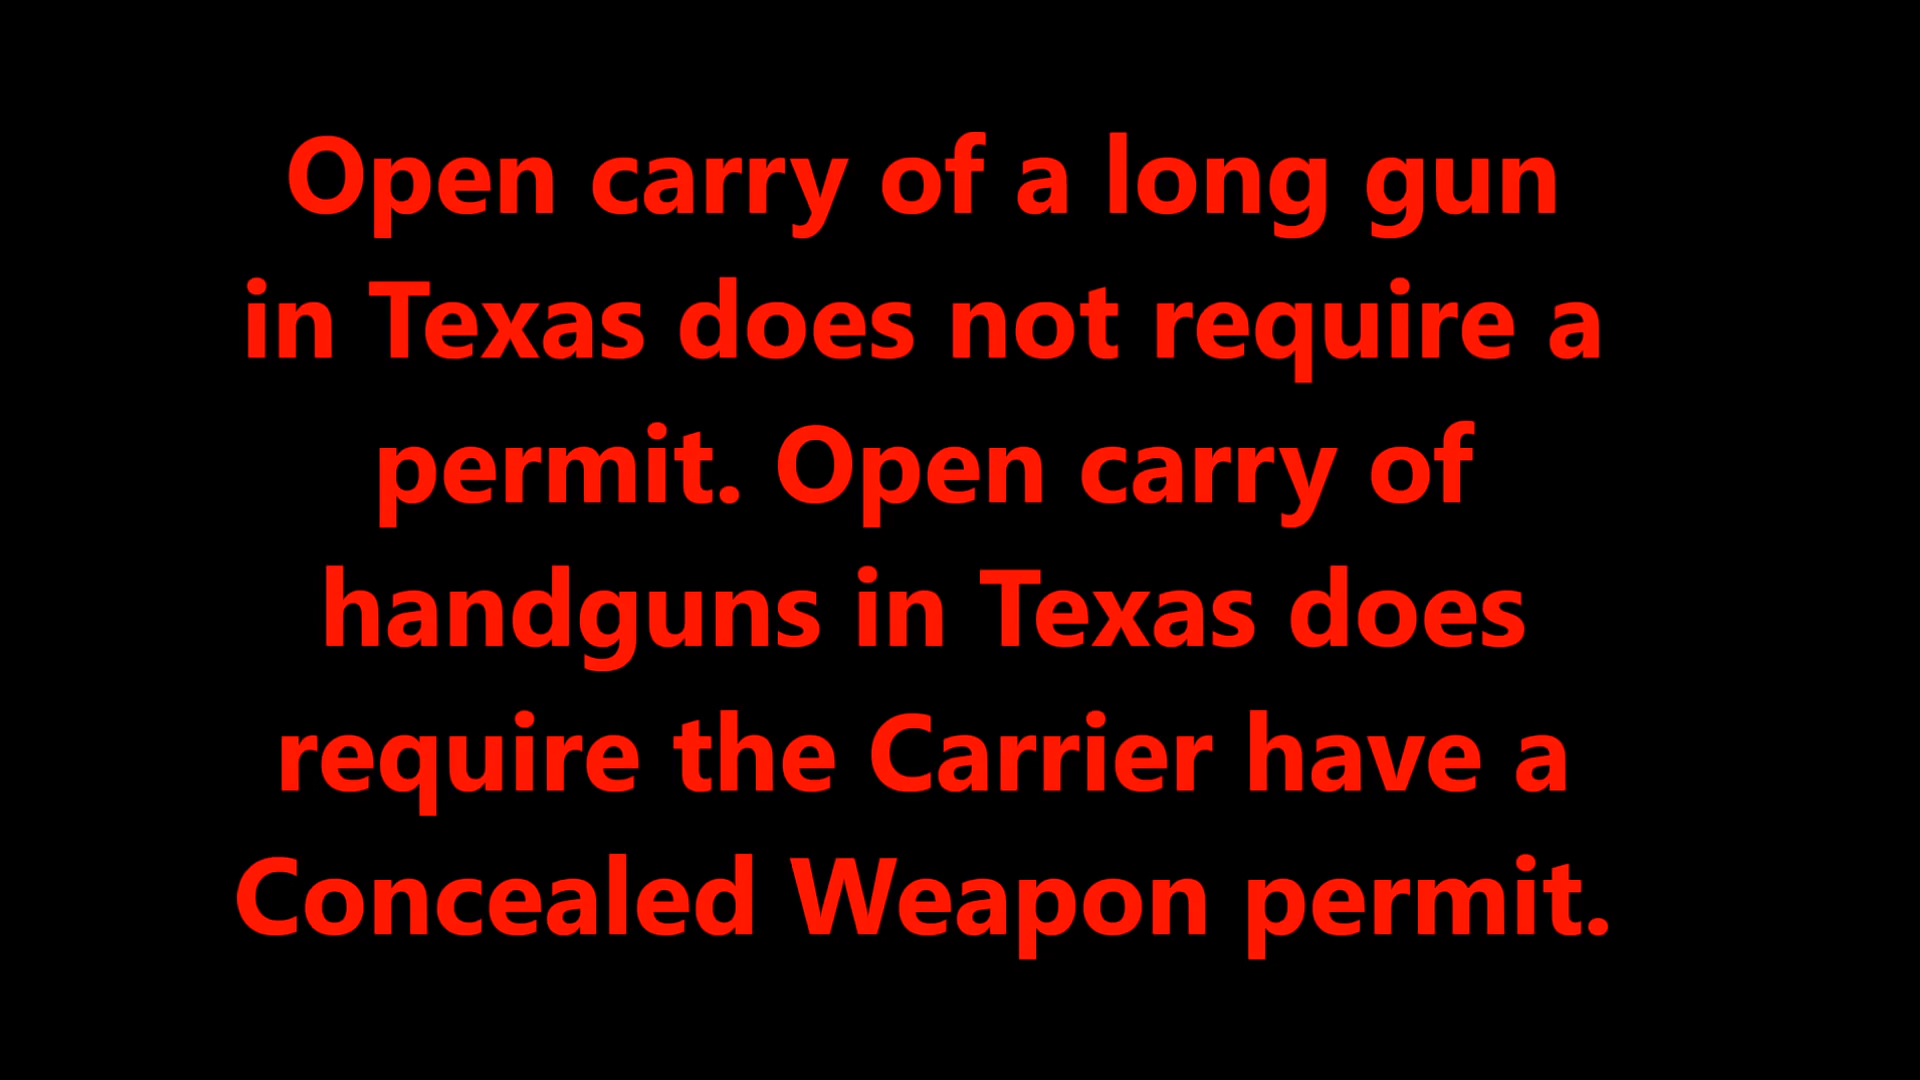 Open carry of a long gun
in Texas does not require a
permit. Open carry of
handguns in Texas does
require the Carrier have a
Concealed Weapon permit.